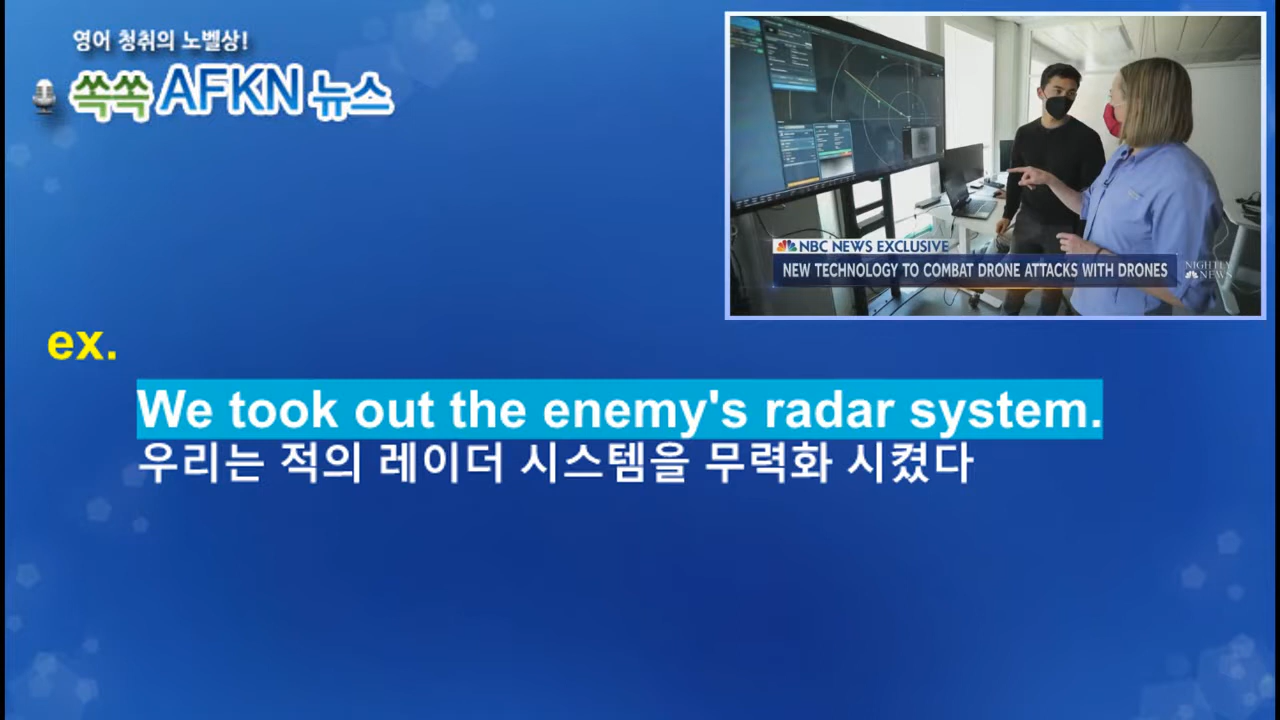 영어 청취의 노벨상!
쏙쏙 AFKN 뉴스
NBC NEWS EXCLUSIVE
NEW TECHNOLOGY TO COMBAT DRONE ATTACKS WITH DRONES
NIGHTLY
NEWS
ex.
We took out the enemy's radar system.
우리는 적의 레이더 시스템을 무력화 시켰다